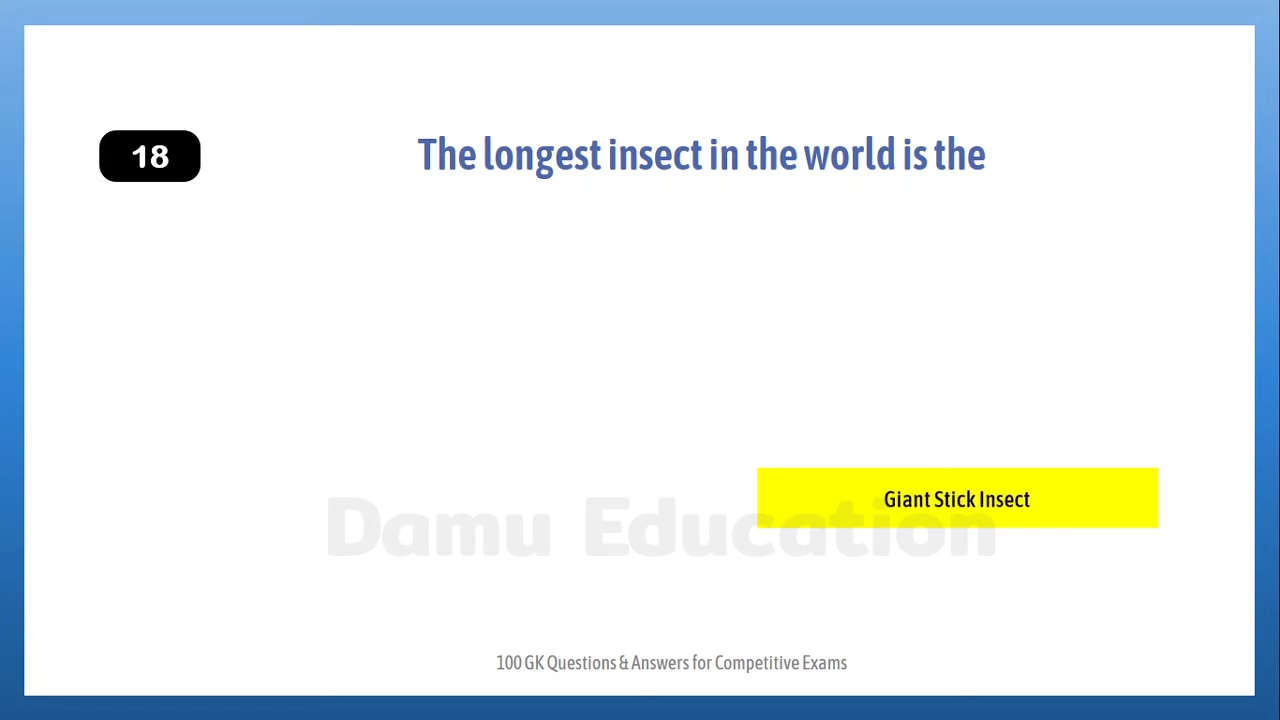 18
The longest insect in the world is the
Giant Stick Insect
Damu Education
100 GK Questions & Answers for Competitive Exams